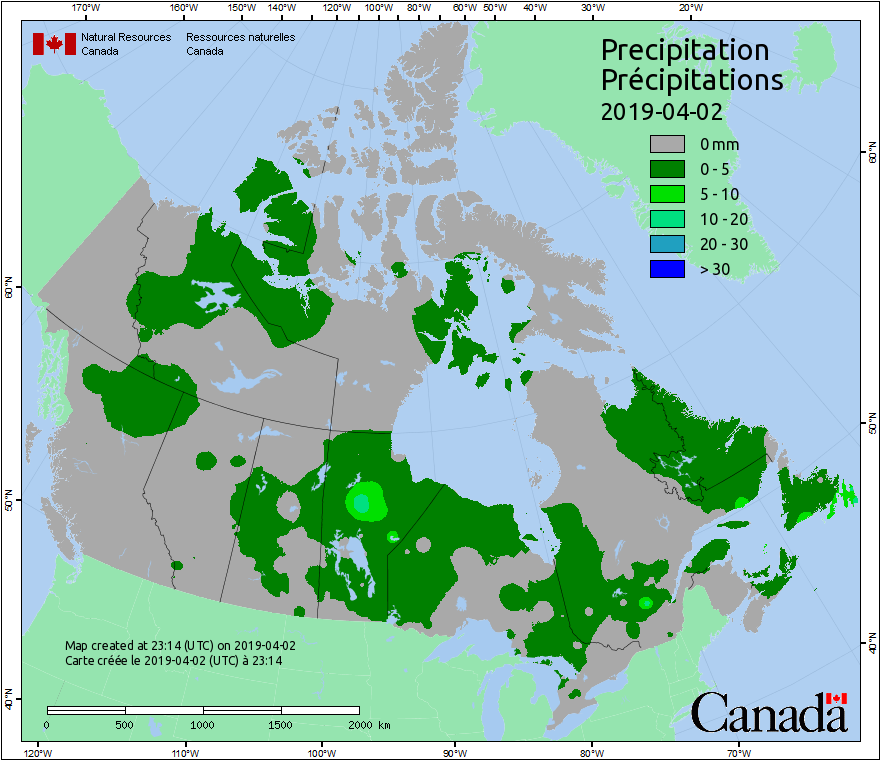 170°W 160°W 150°W 140°W 120°W 100°W 80°W 60°W 50°W 40°W 30°W 20°W
Natural Resources Ressources naturelles
Canada Canada
Precipitation
Précipitations
2019-04-02
0 mm
0 - 5
5 - 10
10 - 20
20 - 30
> 30
60°N
50°N
40°N
60°N
50°N
40°N
Map created at 23:14 (UTC) on 2019-04-02
Carte créée le 2019-04-02 (UTC) à 23:14
0 500 1000 1500 2000 km
Canada
120°W 110°W 100°W 90°W 80°W 70°W